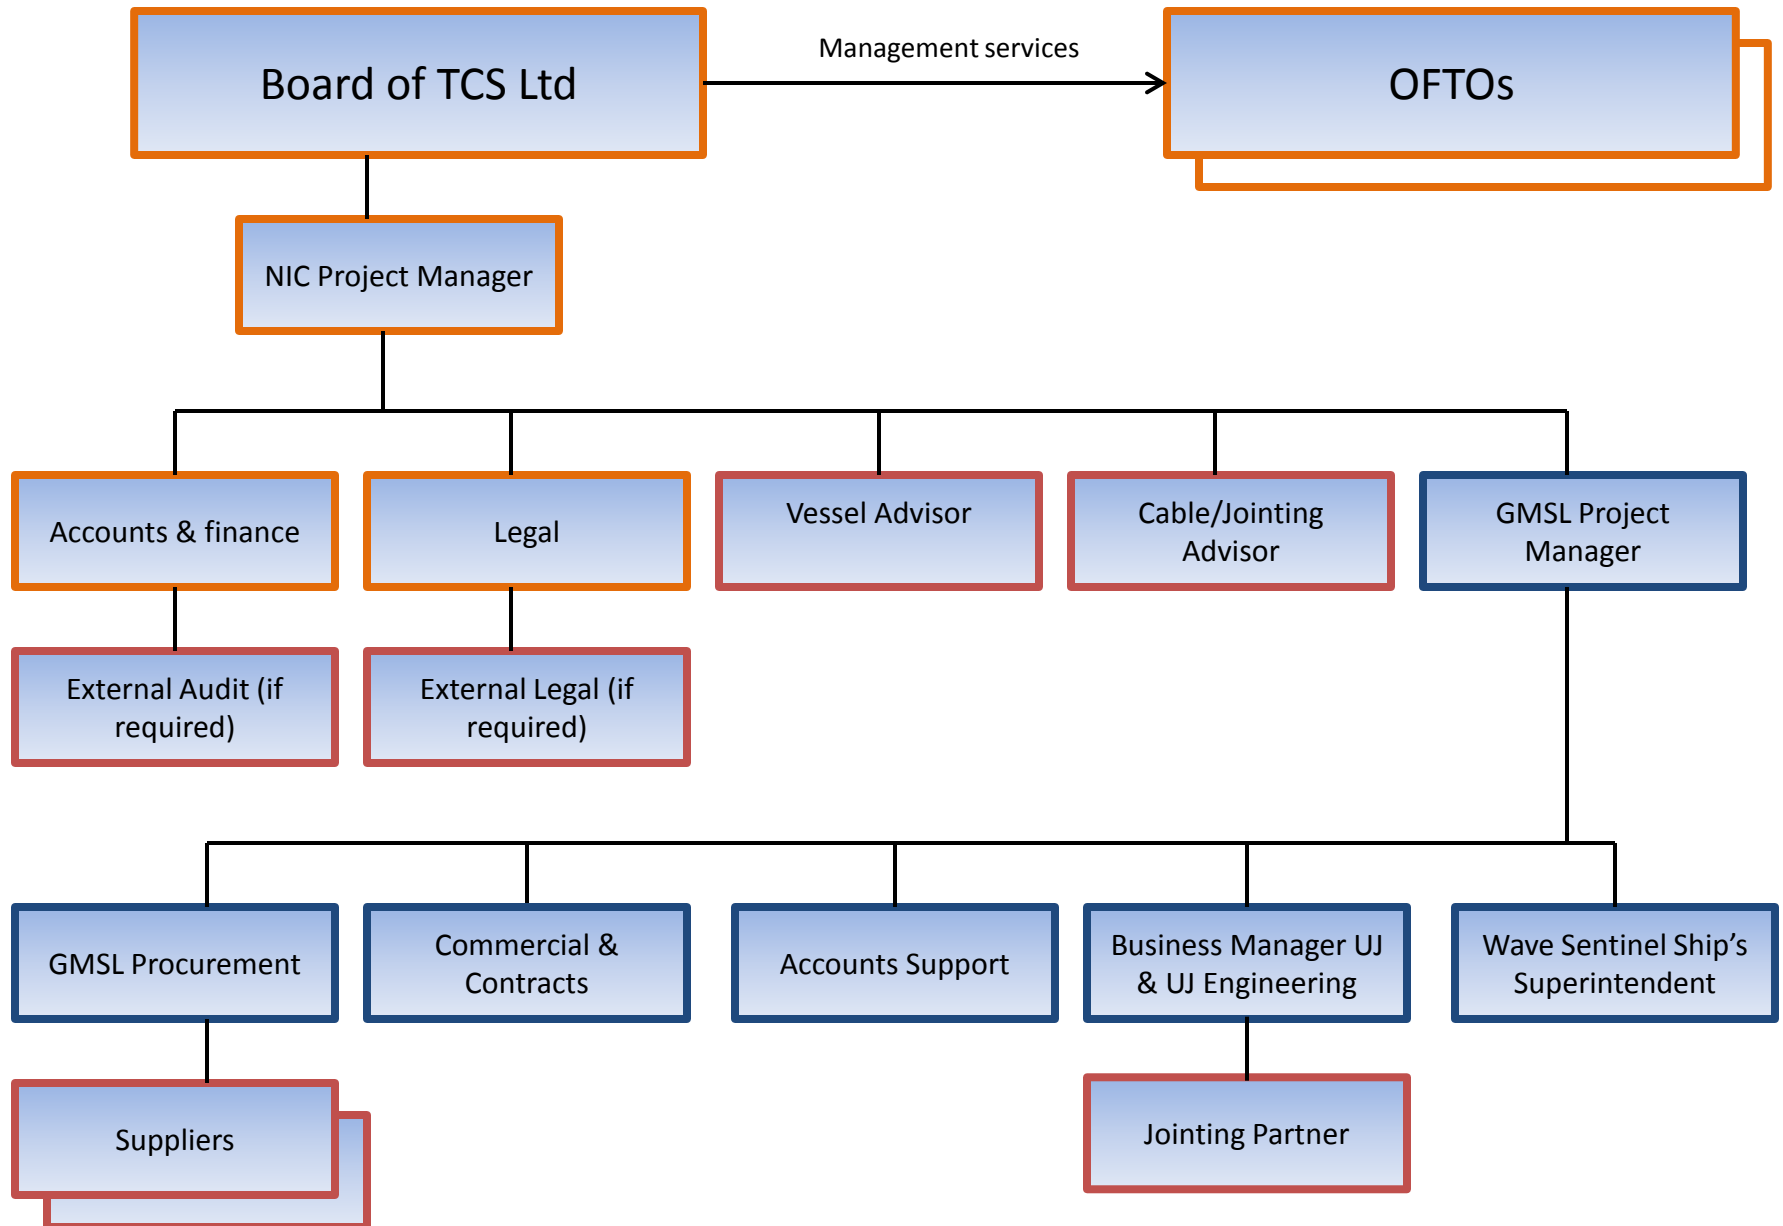 Board of TCS Ltd
Management services
OFTOs
NIC Project Manager
Accounts & finance
Legal
Vessel Advisor
Cable/Jointing
Advisor
GMSL Project
Manager
External Audit (if
required)
External Legal (if
required)
GMSL Procurement
Commercial &
Contracts
Accounts Support
Business Manager UJ
& UJ Engineering
Wave Sentinel Ship’s
Superintendent
Suppliers
Jointing Partner